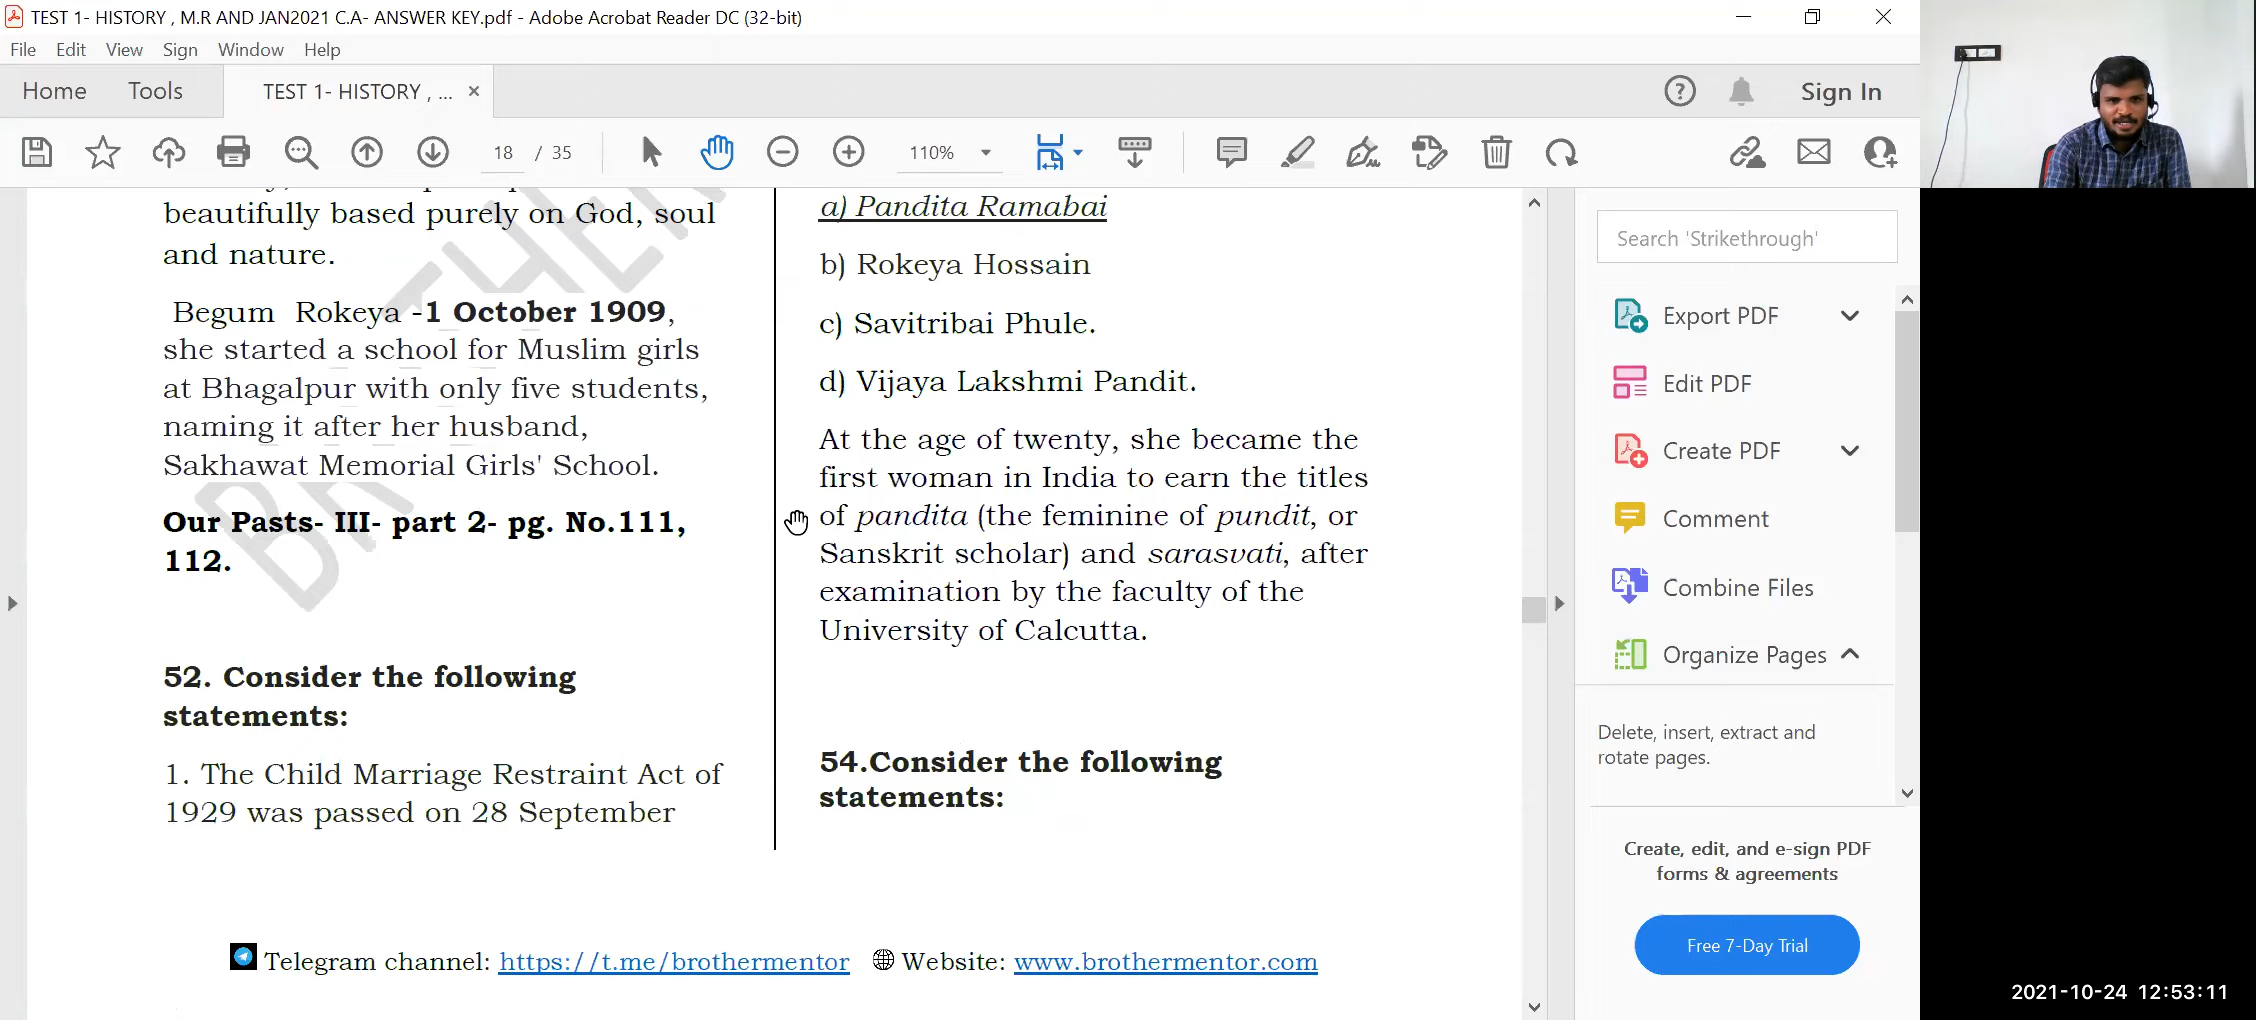 TEST 1- HISTORY , M.R AND JAN2021 C.A- ANSWER KEY.pdf - Adobe Acrobat Reader DC (32-bit)
File Edit View Sign Window Help
Home Tools TEST 1- HISTORY , ... × Sign In
18 / 35 110%
beautifully based purely on God, soul
and nature.
Begum Rokeya -1 October 1909,
she started a school for Muslim girls
at Bhagalpur with only five students,
naming it after her husband,
Sakhawat Memorial Girls' School.
Our Pasts- III- part 2- pg. No.111,
112.
52. Consider the following
statements:
1. The Child Marriage Restraint Act of
1929 was passed on 28 September
a) Pandita Ramabai
b) Rokeya Hossain
c) Savitribai Phule.
d) Vijaya Lakshmi Pandit.
At the age of twenty, she became the
first woman in India to earn the titles
of pandita (the feminine of pundit, or
Sanskrit scholar) and sarasvati, after
examination by the faculty of the
University of Calcutta.
54.Consider the following
statements:
Telegram channel: https://t.me/brothermentor Website: www.brothermentor.com
Search 'Strikethrough'
Export PDF
Edit PDF
Create PDF
Comment
Combine Files
Organize Pages
Delete, insert, extract and
rotate pages.
Create, edit, and e-sign PDF
forms & agreements
Free 7-Day Trial
2021-10-24 12:53:11